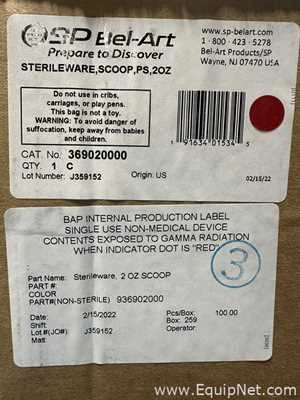 SP Bel-Art
Prepare to Discover
www.sp-belart.com
1 - 800 - 423 - 5278
Bel-Art Products/SP
Wayne, NJ 07470 USA
STERILEWARE,SCOOP,PS,2OZ
Do not use in cribs,
carriages, or play pens.
This bag is not a toy.
WARNING: To avoid danger of
suffocation, keep away from babies
and children.
1 91634 01534 5
CAT. No. 369020000
QTY. 1 C
Lot Number: J359152 Origin: US
02/15/22
BAP INTERNAL PRODUCTION LABEL
SINGLE USE NON-MEDICAL DEVICE
CONTENTS EXPOSED TO GAMMA RADIATION
WHEN INDICATOR DOT IS "RED"
3
Part Name: Sterileware, 2 OZ SCOOP
PART #:
COLOR
PART#(NON-STERILE) 936902000
Date: 2/15/2022 Pcs/Box: 100.00
Shift: Box: 259
Lot #(JO#): J359152 Operator:
Matl:
www.EquipNet.com